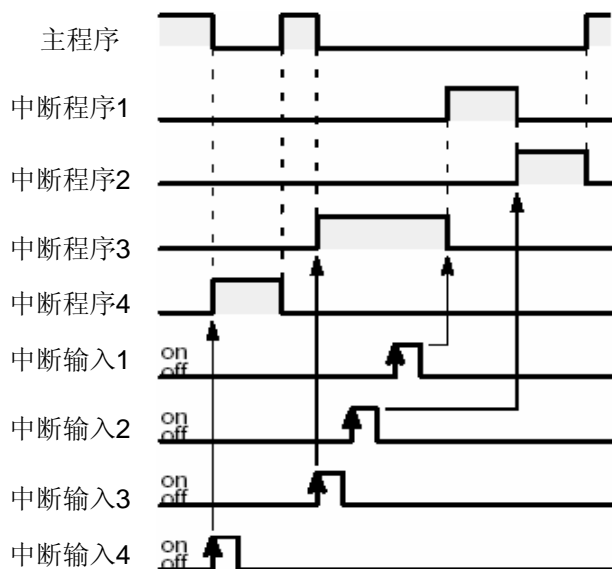 主程序
中断程序1
中断程序2
中断程序3
中断程序4
中断输入1
on
off
中断输入2
on
off
中断输入3
on
off
中断输入4
on
off